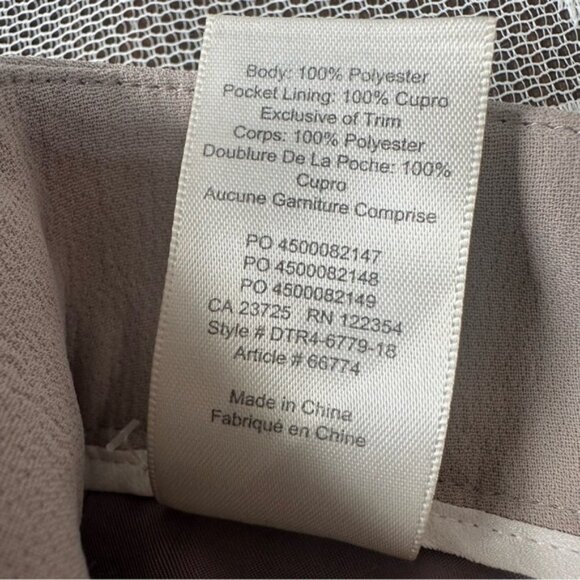 Body: 100% Polyester
Pocket Lining: 100% Cupro
Exclusive of Trim
Corps: 100% Polyester
Doublure De La Poche: 100%
Cupro
Aucune Garniture Comprise
PO 4500082147
PO 4500082148
PO 4500082149
CA 23725 RN 122354
Style # DTR4-6779-18
Article # 66774
Made in China
Fabriqué en Chine